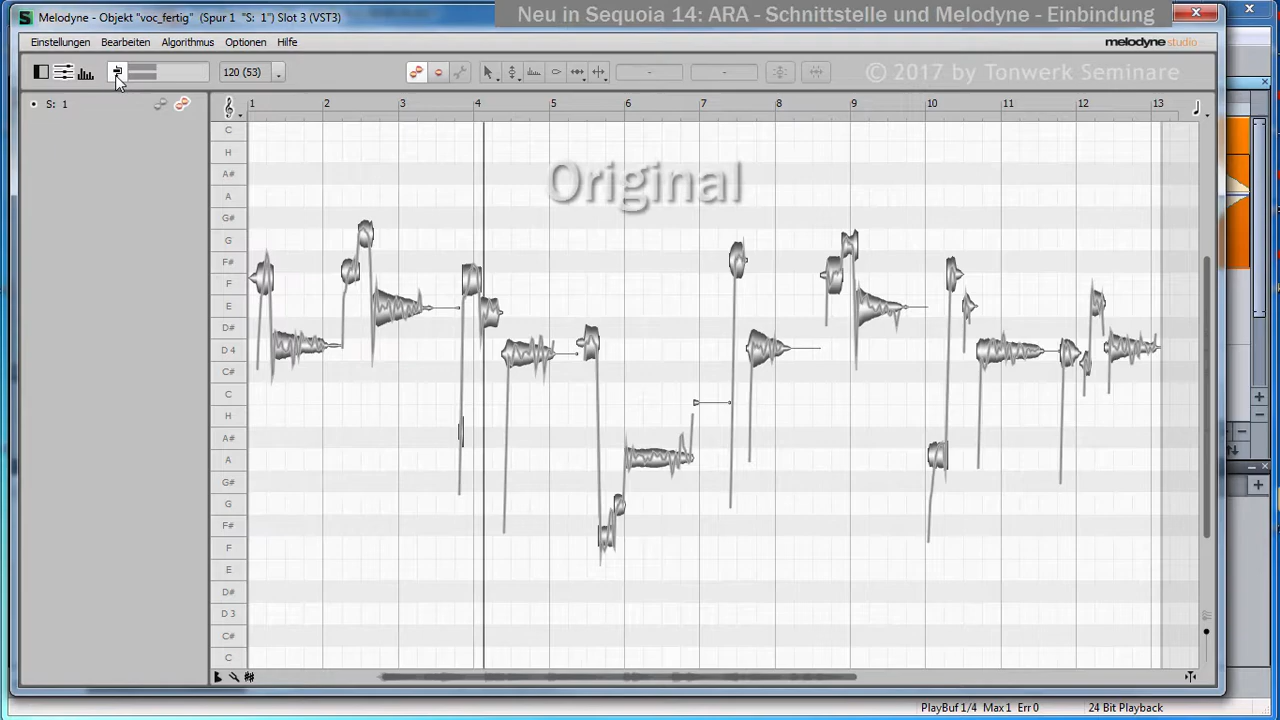 Neu in Sequoia 14: ARA - Schnittstelle und Melodyne - Einbindung
Melodyne - Objekt "voc_fertig" (Spur 1 "S: 1") Slot 3 (VST3)
Einstellungen Bearbeiten Algorithmus Optionen Hilfe
melodyne studio
120 (53)
- -
© 2017 by Tonwerk Seminare
S: 1
1 2 3 4 5 6 7 8 9 10 11 12 13
Original
C
H
A#
A
G#
G
F#
F
E
D#
D 4
C#
C
H
A#
A
G#
G
F#
F
E
D#
D 3
C#
C
PlayBuf 1/4 Max 1 Err 0 24 Bit Playback